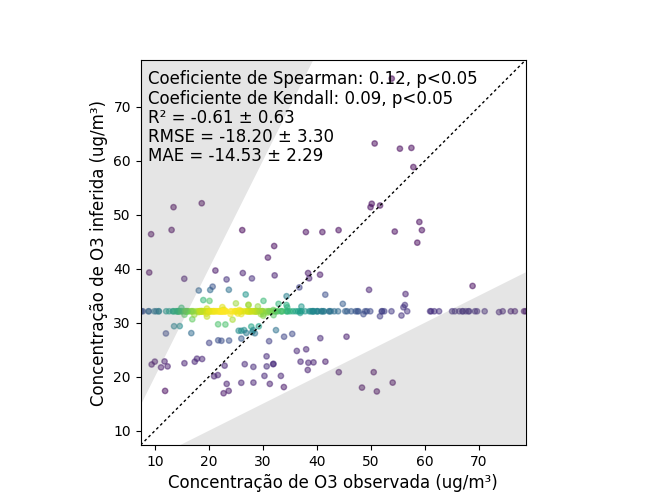 Coeficiente de Spearman: 0.12, p<0.05
Coeficiente de Kendall: 0.09, p<0.05
R² = -0.61 ± 0.63
RMSE = -18.20 ± 3.30
MAE = -14.53 ± 2.29
Concentração de O3 inferida (ug/m³)
70
60
50
40
30
20
10
10 20 30 40 50 60 70
Concentração de O3 observada (ug/m³)